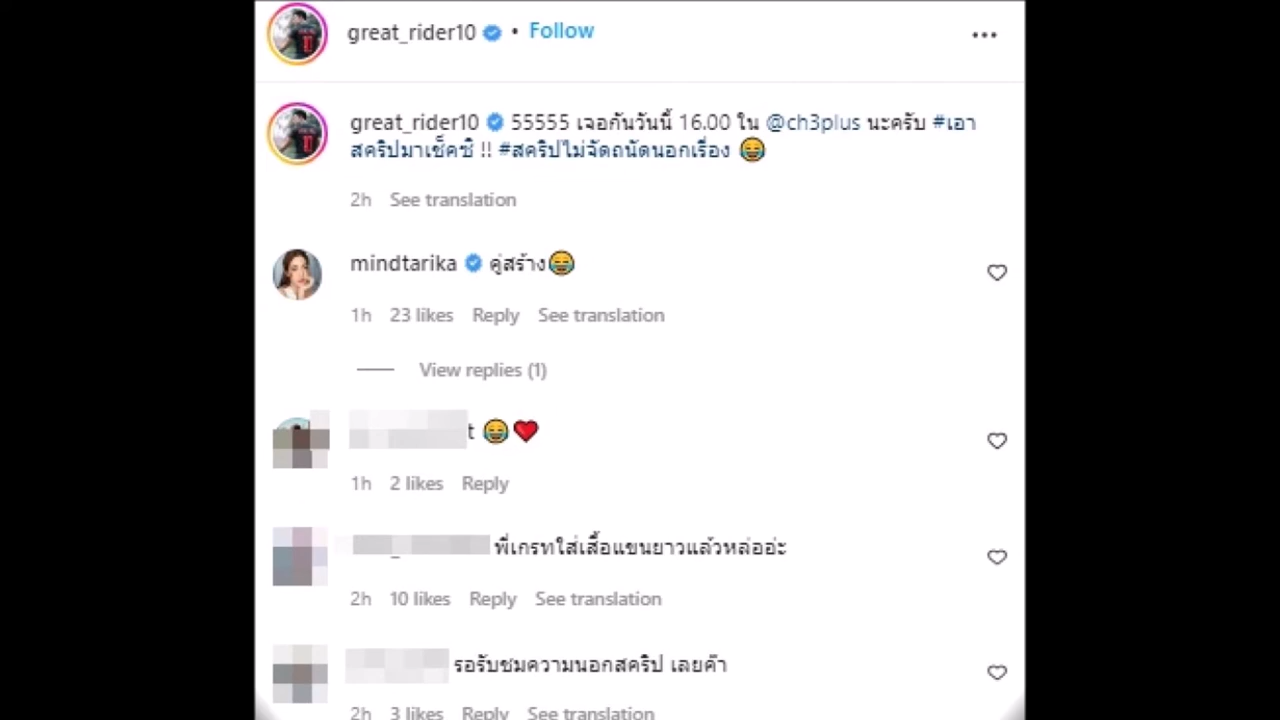 great_rider10 • Follow
great_rider10 55555 เจอกันวันนี้ 16.00 ใน @ch3plus นะครับ #เอา
สคริปมาเช็คซิ !! #สคริปไม่จัดถนัดนอกเรื่อง 😂
2h See translation
mindtarika คู่สร้าง😂
1h 23 likes Reply See translation
View replies (1)
t 😂❤️
1h 2 likes Reply
พี่เกรทใส่เสื้อแขนยาวแล้วหล่ออ่ะ
2h 10 likes Reply See translation
รอรับชมความนอกสคริป เลยค๊า
2h 3 likes Reply See translation